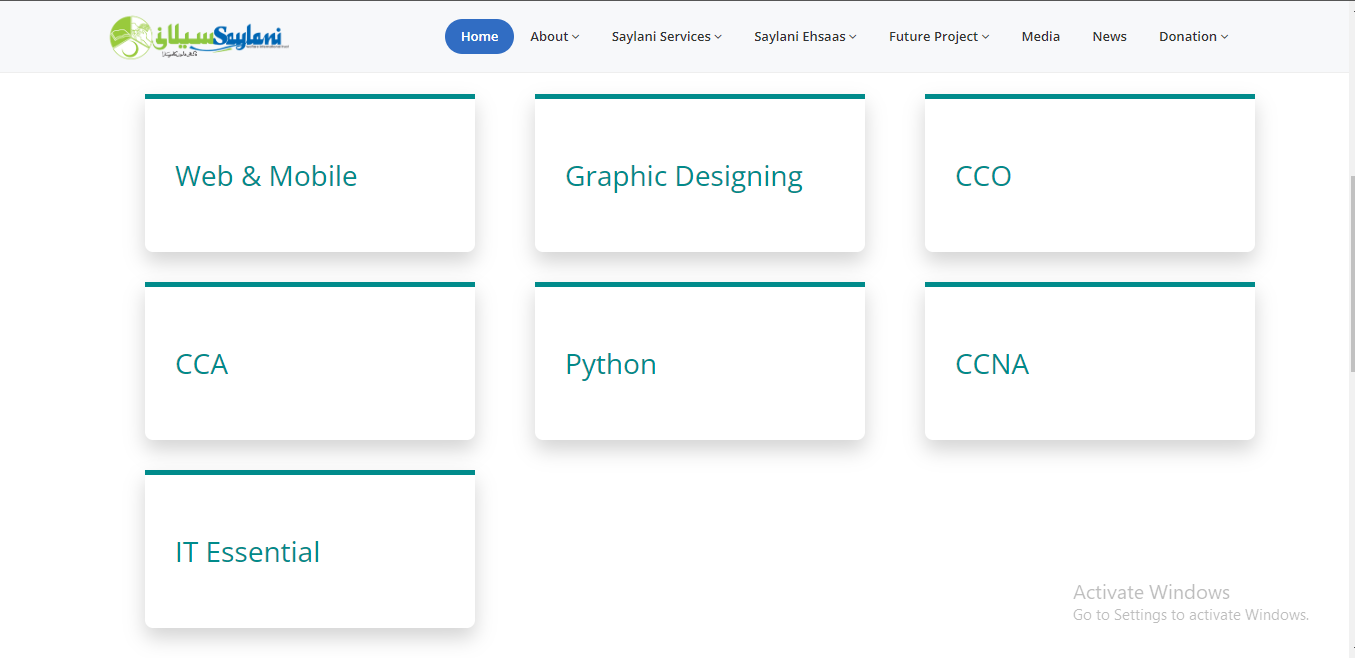 سیلانی Saylani
Home
About
Saylani Services
Saylani Ehsaas
Future Project
Media
News
Donation
Web & Mobile
Graphic Designing
CCO
CCA
Python
CCNA
IT Essential
Activate Windows
Go to Settings to activate Windows.